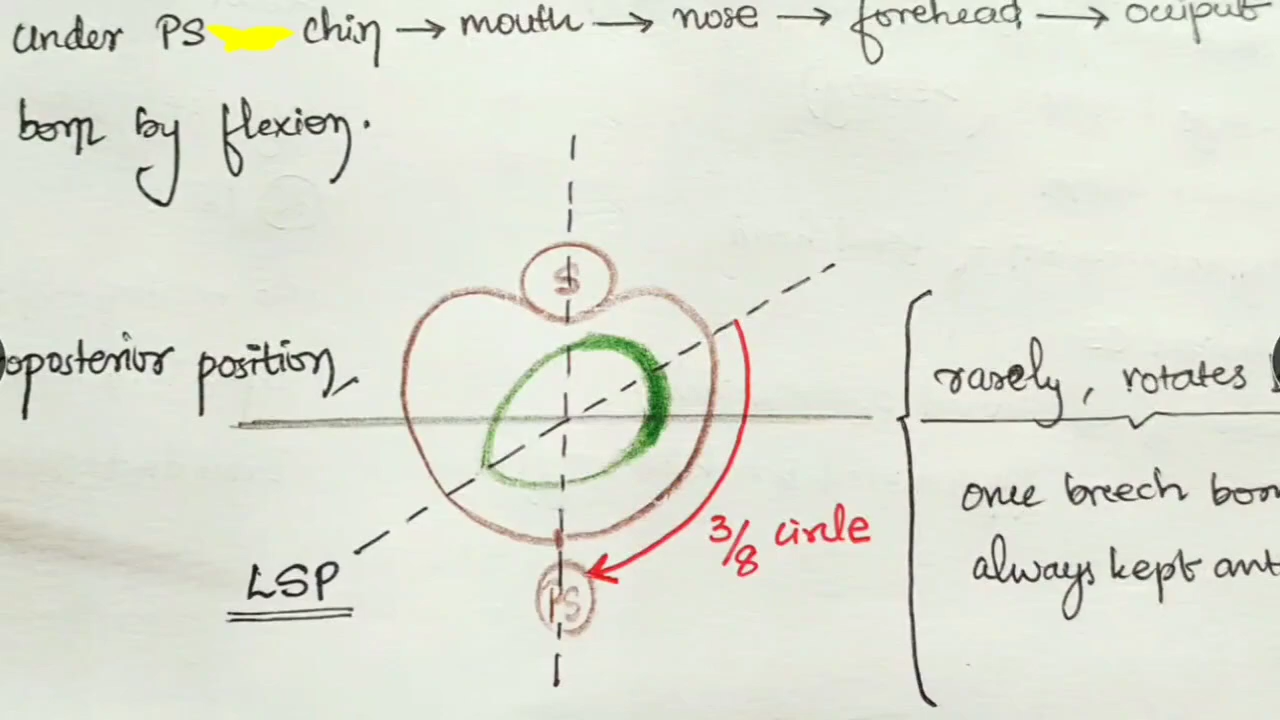 under PS chin → mouth → nose → forehead → occiput
born by flexion.
S
oposterior position,
rarely, rotates
once breech born
always kept ant
3/8 circle
LSP
PS